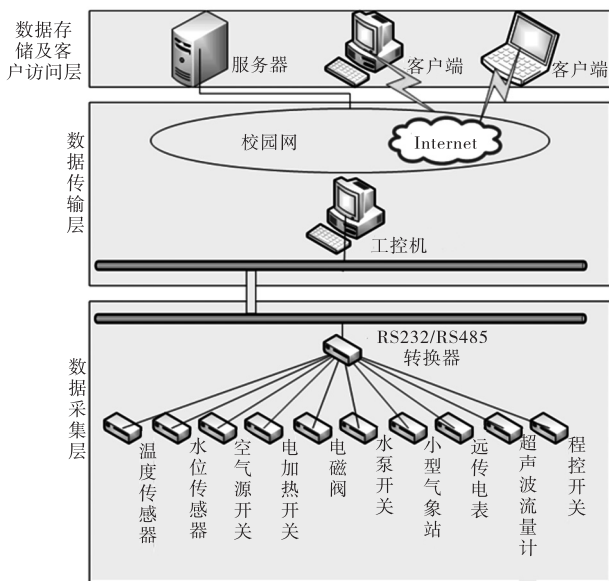 数据存
储及客
户访问层
服务器
客户端
客户端
数据传输层
校园网
Internet
工控机
数据采集层
RS232/RS485
转换器
温度传感器
水位传感器
空气源开关
电加热开关
电磁阀
水泵开关
小型气象站
远传电表
超声波流量计
程控开关